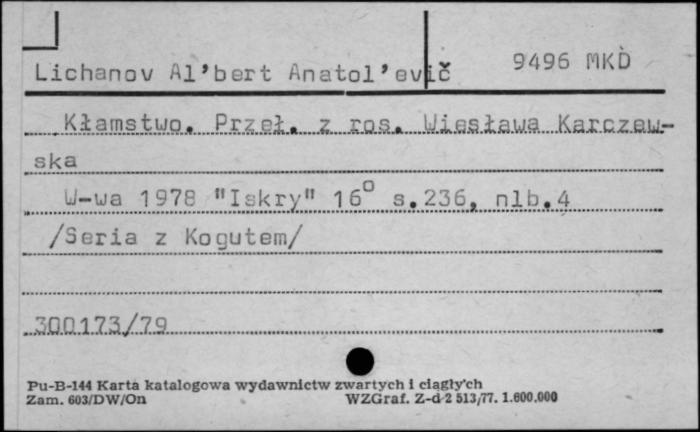 Lichanov Al'bert Anatol'evič 9496 MKD
Kłamstwo. Przeł. z ros. Wiesława Karczew-
ska
W-wa 1978 "Iskry" 16° s.236, nlb.4
/Seria z Kogutem/
300173/79
Pu-B-144 Karta katalogowa wydawnictw zwartych i ciągłych
Zam. 603/DW/On WZGraf. Z-d 2 513/77. 1.600.000